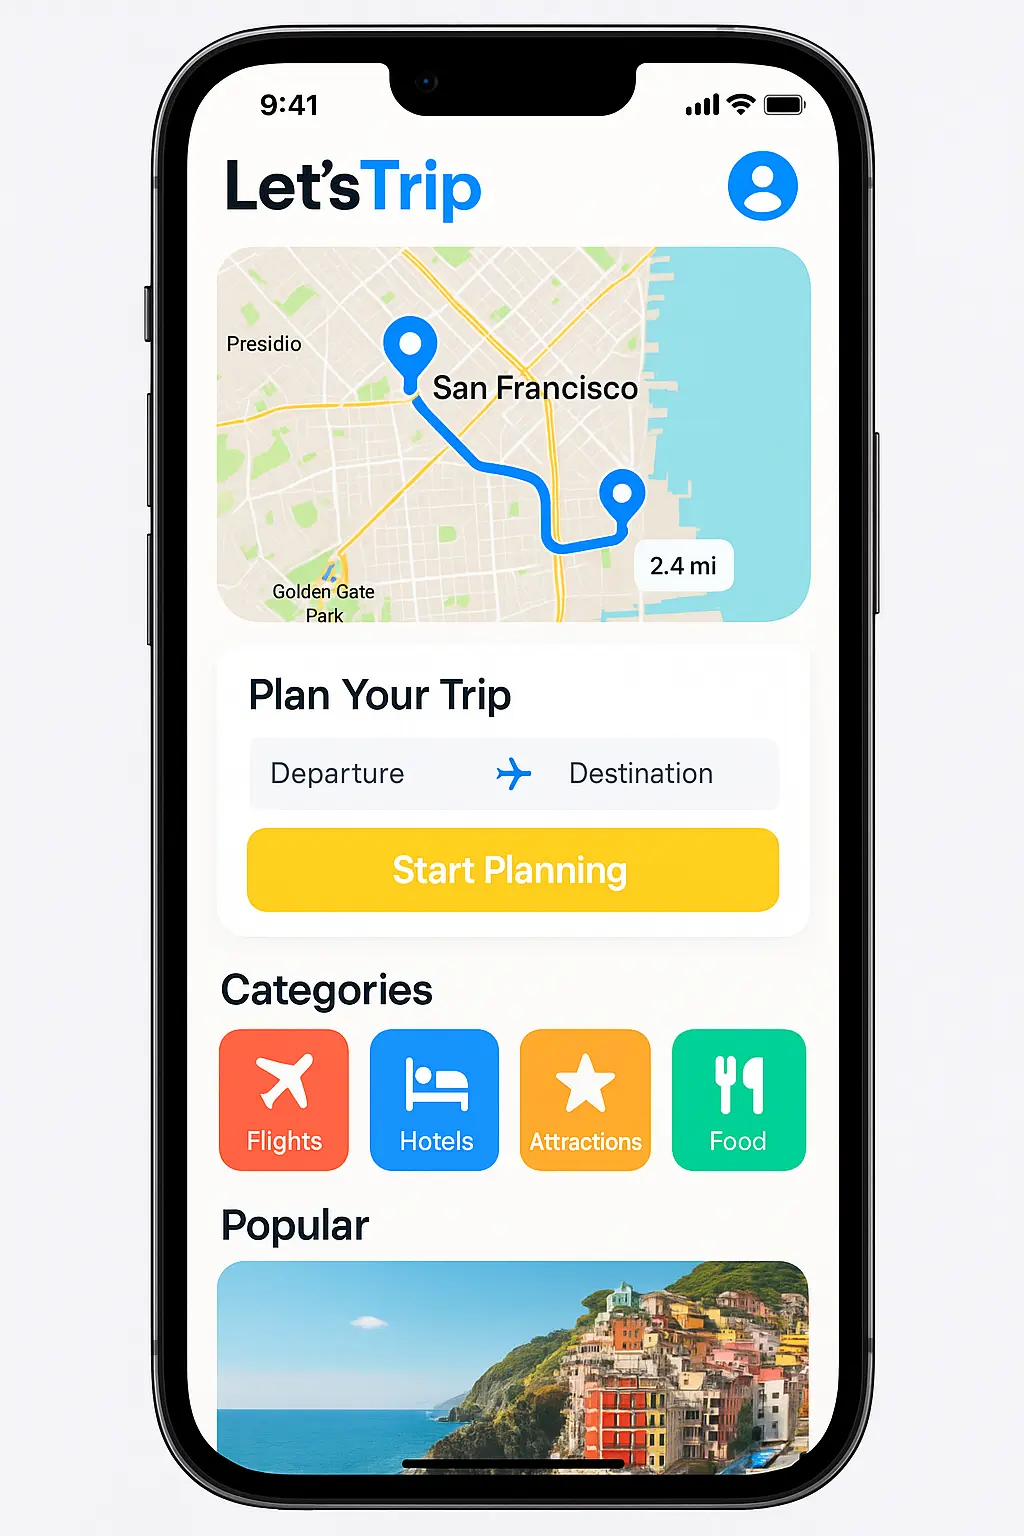 9:41
Let’sTrip
Presidio
San Francisco
2.4 mi
Golden Gate
Park
Plan Your Trip
Departure Destination
Start Planning
Categories
Flights Hotels Attractions Food
Popular